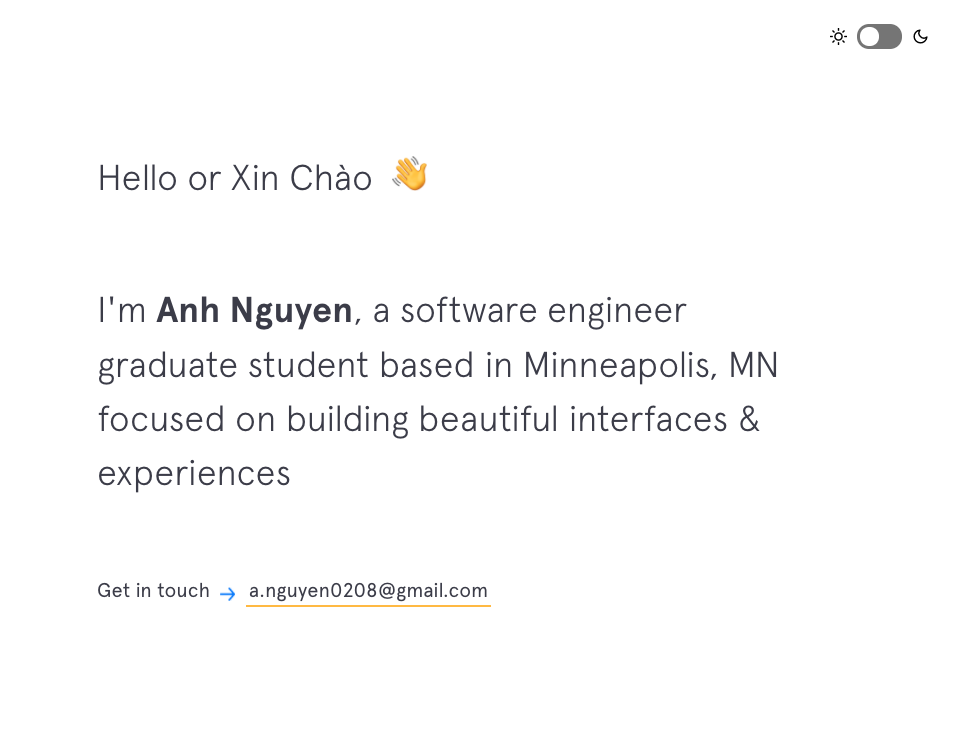 Hello or Xin Chào 👋
I'm Anh Nguyen, a software engineer
graduate student based in Minneapolis, MN
focused on building beautiful interfaces &
experiences
Get in touch → a.nguyen0208@gmail.com